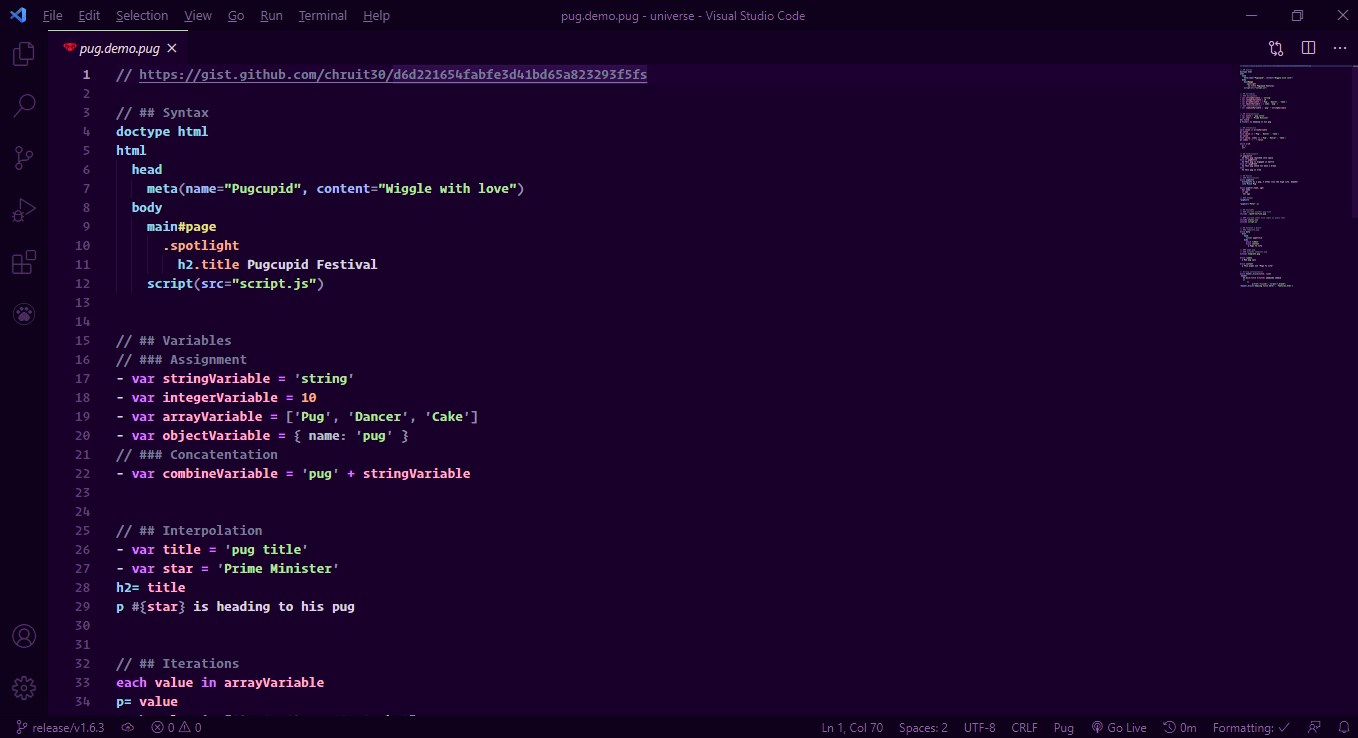 File Edit Selection View Go Run Terminal Help pug.demo.pug - universe - Visual Studio Code
pug.demo.pug
1 // https://gist.github.com/chruit30/d6d221654fabfe3d41bd65a823293f5fs
2
3 // ## Syntax
4 doctype html
5 html
6 head
7 meta(name="Pugcupid", content="Wiggle with love")
8 body
9 main#page
10 .spotlight
11 h2.title Pugcupid Festival
12 script(src="script.js")
13
14
15 // ## Variables
16 // ### Assignment
17 - var stringVariable = 'string'
18 - var integerVariable = 10
19 - var arrayVariable = ['Pug', 'Dancer', 'Cake']
20 - var objectVariable = { name: 'pug' }
21 // ### Concatentation
22 - var combineVariable = 'pug' + stringVariable
23
24
25 // ## Interpolation
26 - var title = 'pug title'
27 - var star = 'Prime Minister'
28 h2= title
29 p #{star} is heading to his pug
30
31
32 // ## Iterations
33 each value in arrayVariable
34 p= value
release/v1.6.3 0 0 Ln 1, Col 70 Spaces: 2 UTF-8 CRLF Pug Go Live 0m Formatting: ✓